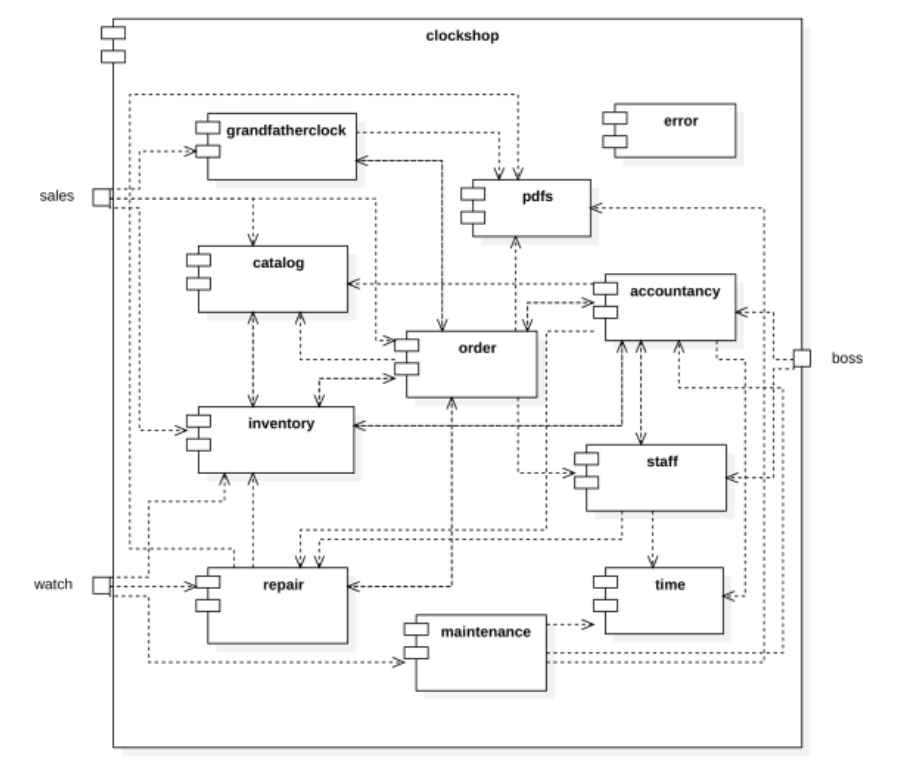 clockshop
grandfatherclock
error
sales
pdfs
catalog
accountancy
order
boss
inventory
staff
watch
repair
time
maintenance